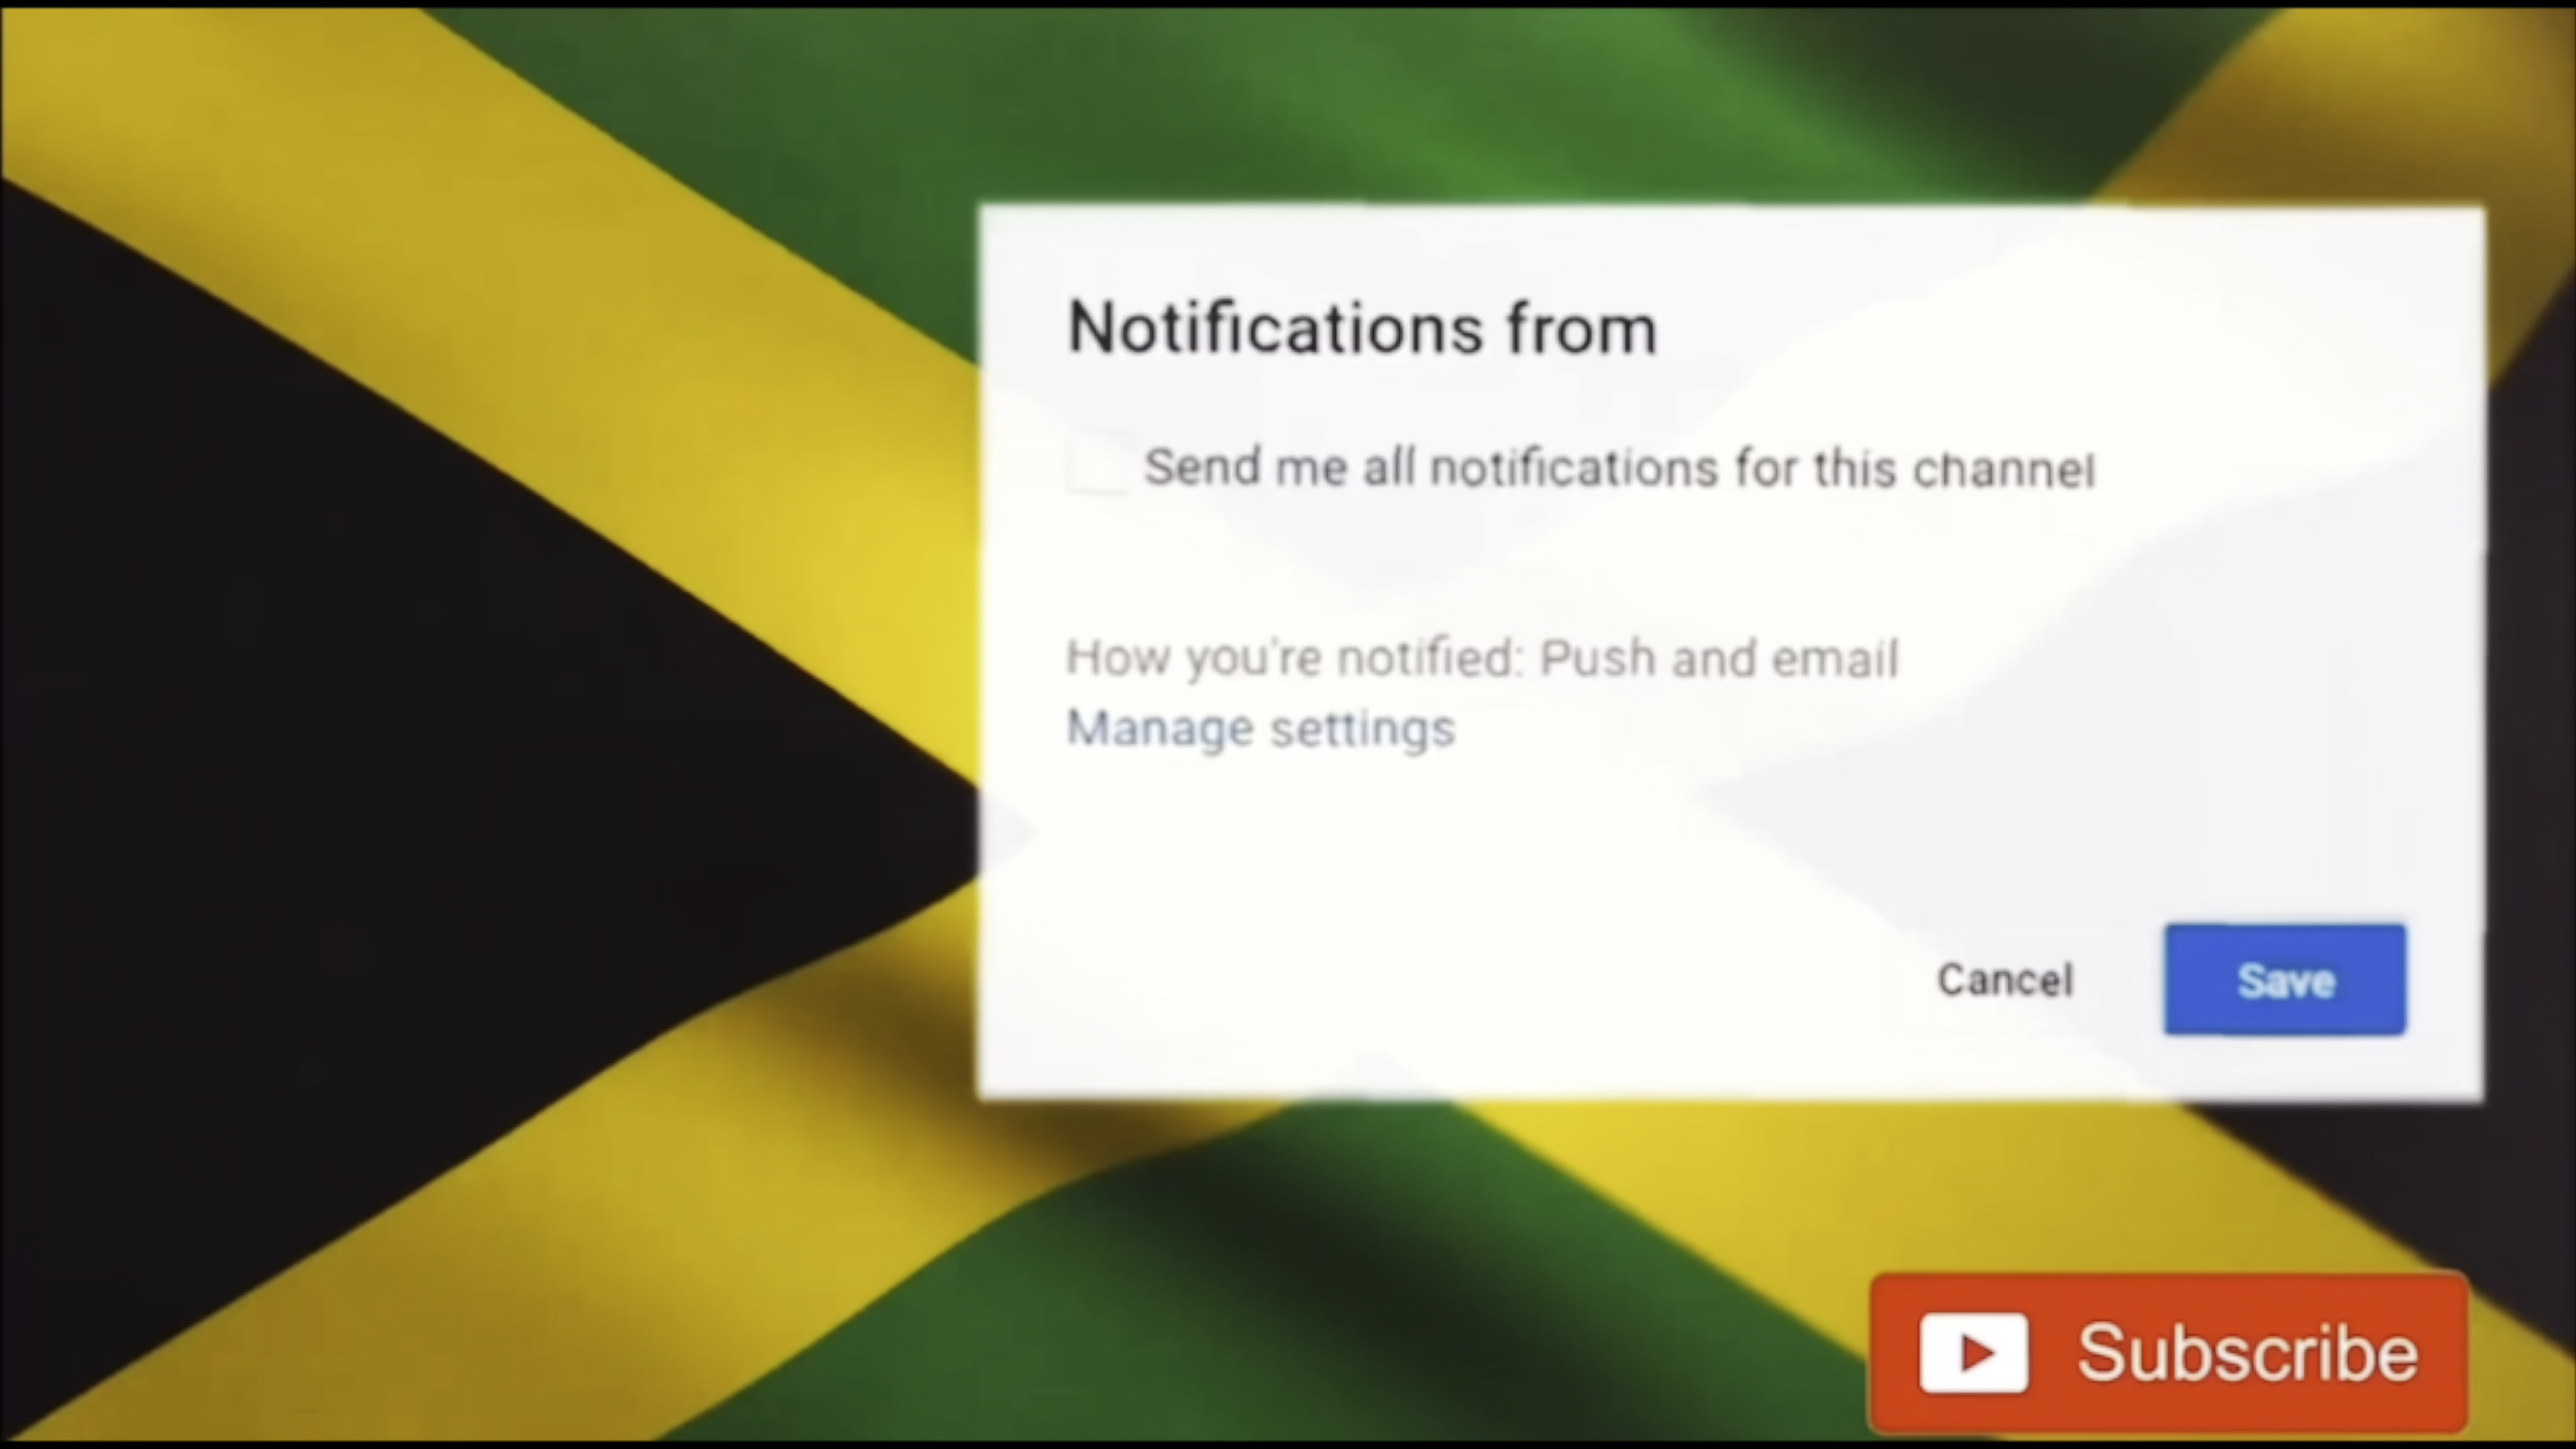 Notifications from
Send me all notifications for this channel
How you're notified: Push and email
Manage settings
Cancel
Save
Subscribe